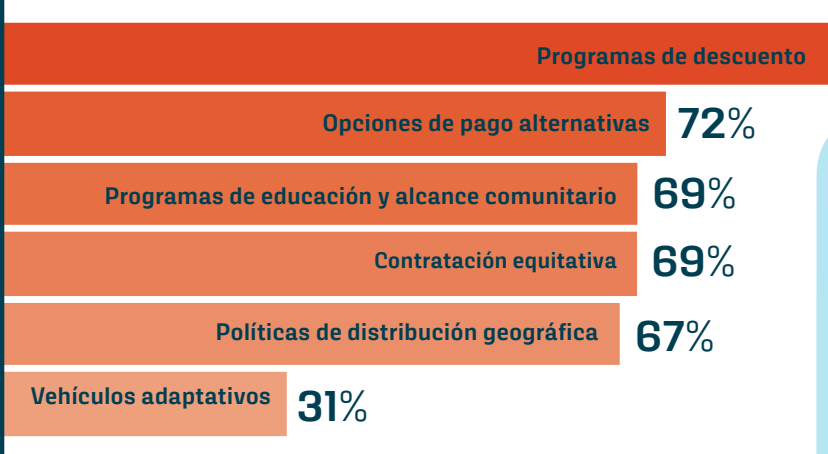 Programas de descuento
Opciones de pago alternativas 72%
Programas de educación y alcance comunitario 69%
Contratación equitativa 69%
Políticas de distribución geográfica 67%
Vehículos adaptativos 31%